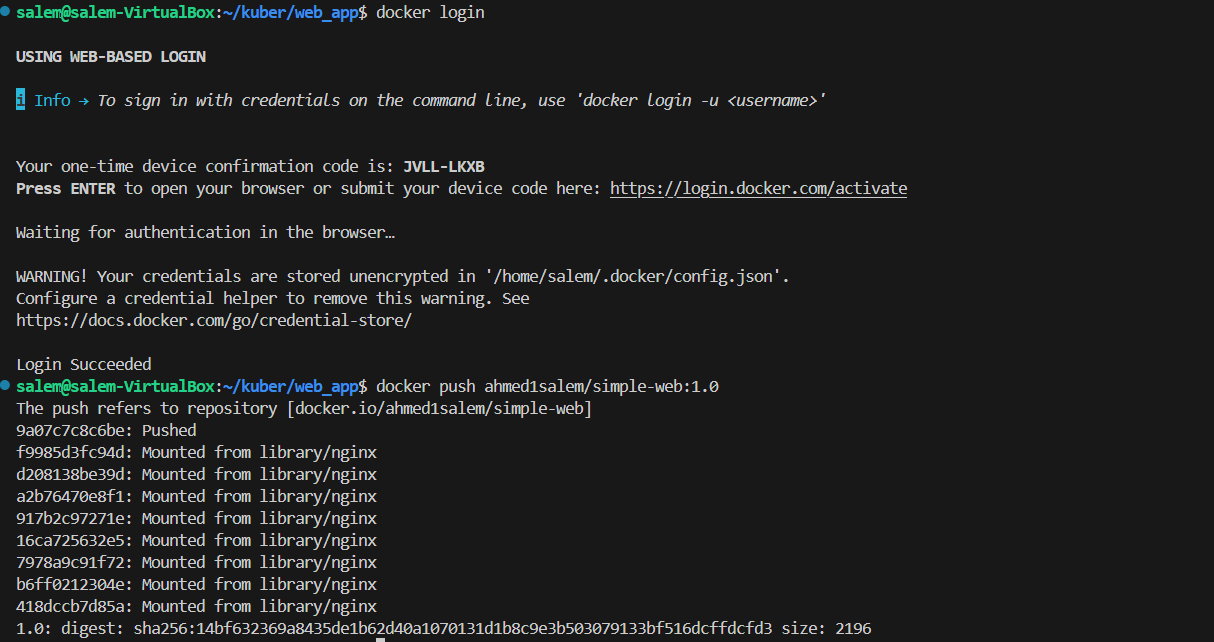 salem@salem-VirtualBox:~/kuber/web_app$ docker login
USING WEB-BASED LOGIN
i Info → To sign in with credentials on the command line, use 'docker login -u <username>'
Your one-time device confirmation code is: JVLL-LKXB
Press ENTER to open your browser or submit your device code here: https://login.docker.com/activate
Waiting for authentication in the browser…
WARNING! Your credentials are stored unencrypted in '/home/salem/.docker/config.json'.
Configure a credential helper to remove this warning. See
https://docs.docker.com/go/credential-store/
Login Succeeded
salem@salem-VirtualBox:~/kuber/web_app$ docker push ahmed1salem/simple-web:1.0
The push refers to repository [docker.io/ahmed1salem/simple-web]
9a07c7c8c6be: Pushed
f9985d3fc94d: Mounted from library/nginx
d208138be39d: Mounted from library/nginx
a2b76470e8f1: Mounted from library/nginx
917b2c97271e: Mounted from library/nginx
16ca725632e5: Mounted from library/nginx
7978a9c91f72: Mounted from library/nginx
b6ff0212304e: Mounted from library/nginx
418dccb7d85a: Mounted from library/nginx
1.0: digest: sha256:14bf632369a8435de1b62d40a1070131d1b8c9e3b503079133bf516dcffdcfd3 size: 2196